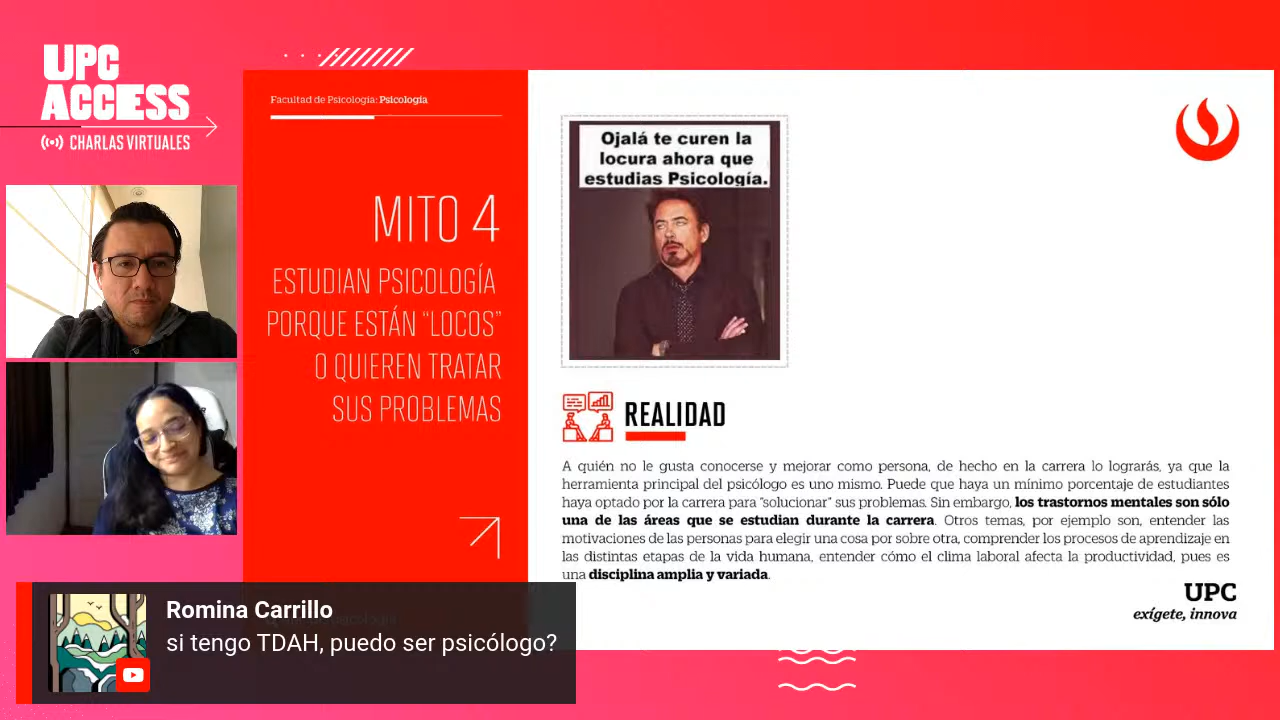 UPC
ACCESS
CHARLAS VIRTUALES
Facultad de Psicología: Psicología
MITO 4
ESTUDIAN PSICOLOGÍA
PORQUE ESTÁN “LOCOS”
O QUIEREN TRATAR
SUS PROBLEMAS
Ojalá te curen la
locura ahora que
estudias Psicología.
REALIDAD
A quién no le gusta conocerse y mejorar como persona, de hecho en la carrera lo lograrás, ya que la
herramienta principal del psicólogo es uno mismo. Puede que haya un mínimo porcentaje de estudiantes
haya optado por la carrera para "solucionar" sus problemas. Sin embargo, los trastornos mentales son sólo
una de las áreas que se estudian durante la carrera. Otros temas, por ejemplo son, entender las
motivaciones de las personas para elegir una cosa por sobre otra, comprender los procesos de aprendizaje en
las distintas etapas de la vida humana, entender cómo el clima laboral afecta la productividad, pues es
una disciplina amplia y variada.
UPC
exígete, innova
Romina Carrillo
si tengo TDAH, puedo ser psicólogo?